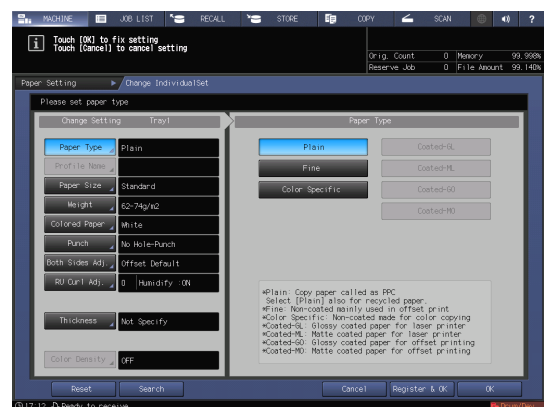 MACHINE JOB LIST RECALL STORE COPY SCAN ?
i Touch [OK] to fix setting
Touch [Cancel] to cancel setting
Orig. Count 0 Memory 99.998%
Reserve Job 0 File Amount 99.140%
Paper Setting Change IndividualSet
Please set paper type
Change Setting Tray1
Paper Type
Paper Type Plain
Profile Name
Paper Size Standard
Weight 62-74g/m2
Colored Paper White
Punch No Hole-Punch
Both Sides Adj. Offset Default
RU Curl Adj. 0 Humidify :ON
Thickness Not Specify
Color Density OFF
Plain Coated-GL
Fine Coated-ML
Color Specific Coated-GO
Coated-MO
*Plain: Copy paper called as PPC
Select [Plain] also for recycled paper.
*Fine: Non-coated mainly used in offset print
*Color Specific: Non-coated made for color copying
*Coated-GL: Glossy coated paper for laser printer
*Coated-ML: Matte coated paper for laser printer
*Coated-GO: Glossy coated paper for offset printing
*Coated-MO: Matte coated paper for offset printing
Reset Search Cancel Register & OK OK
17:12 Ready to receive